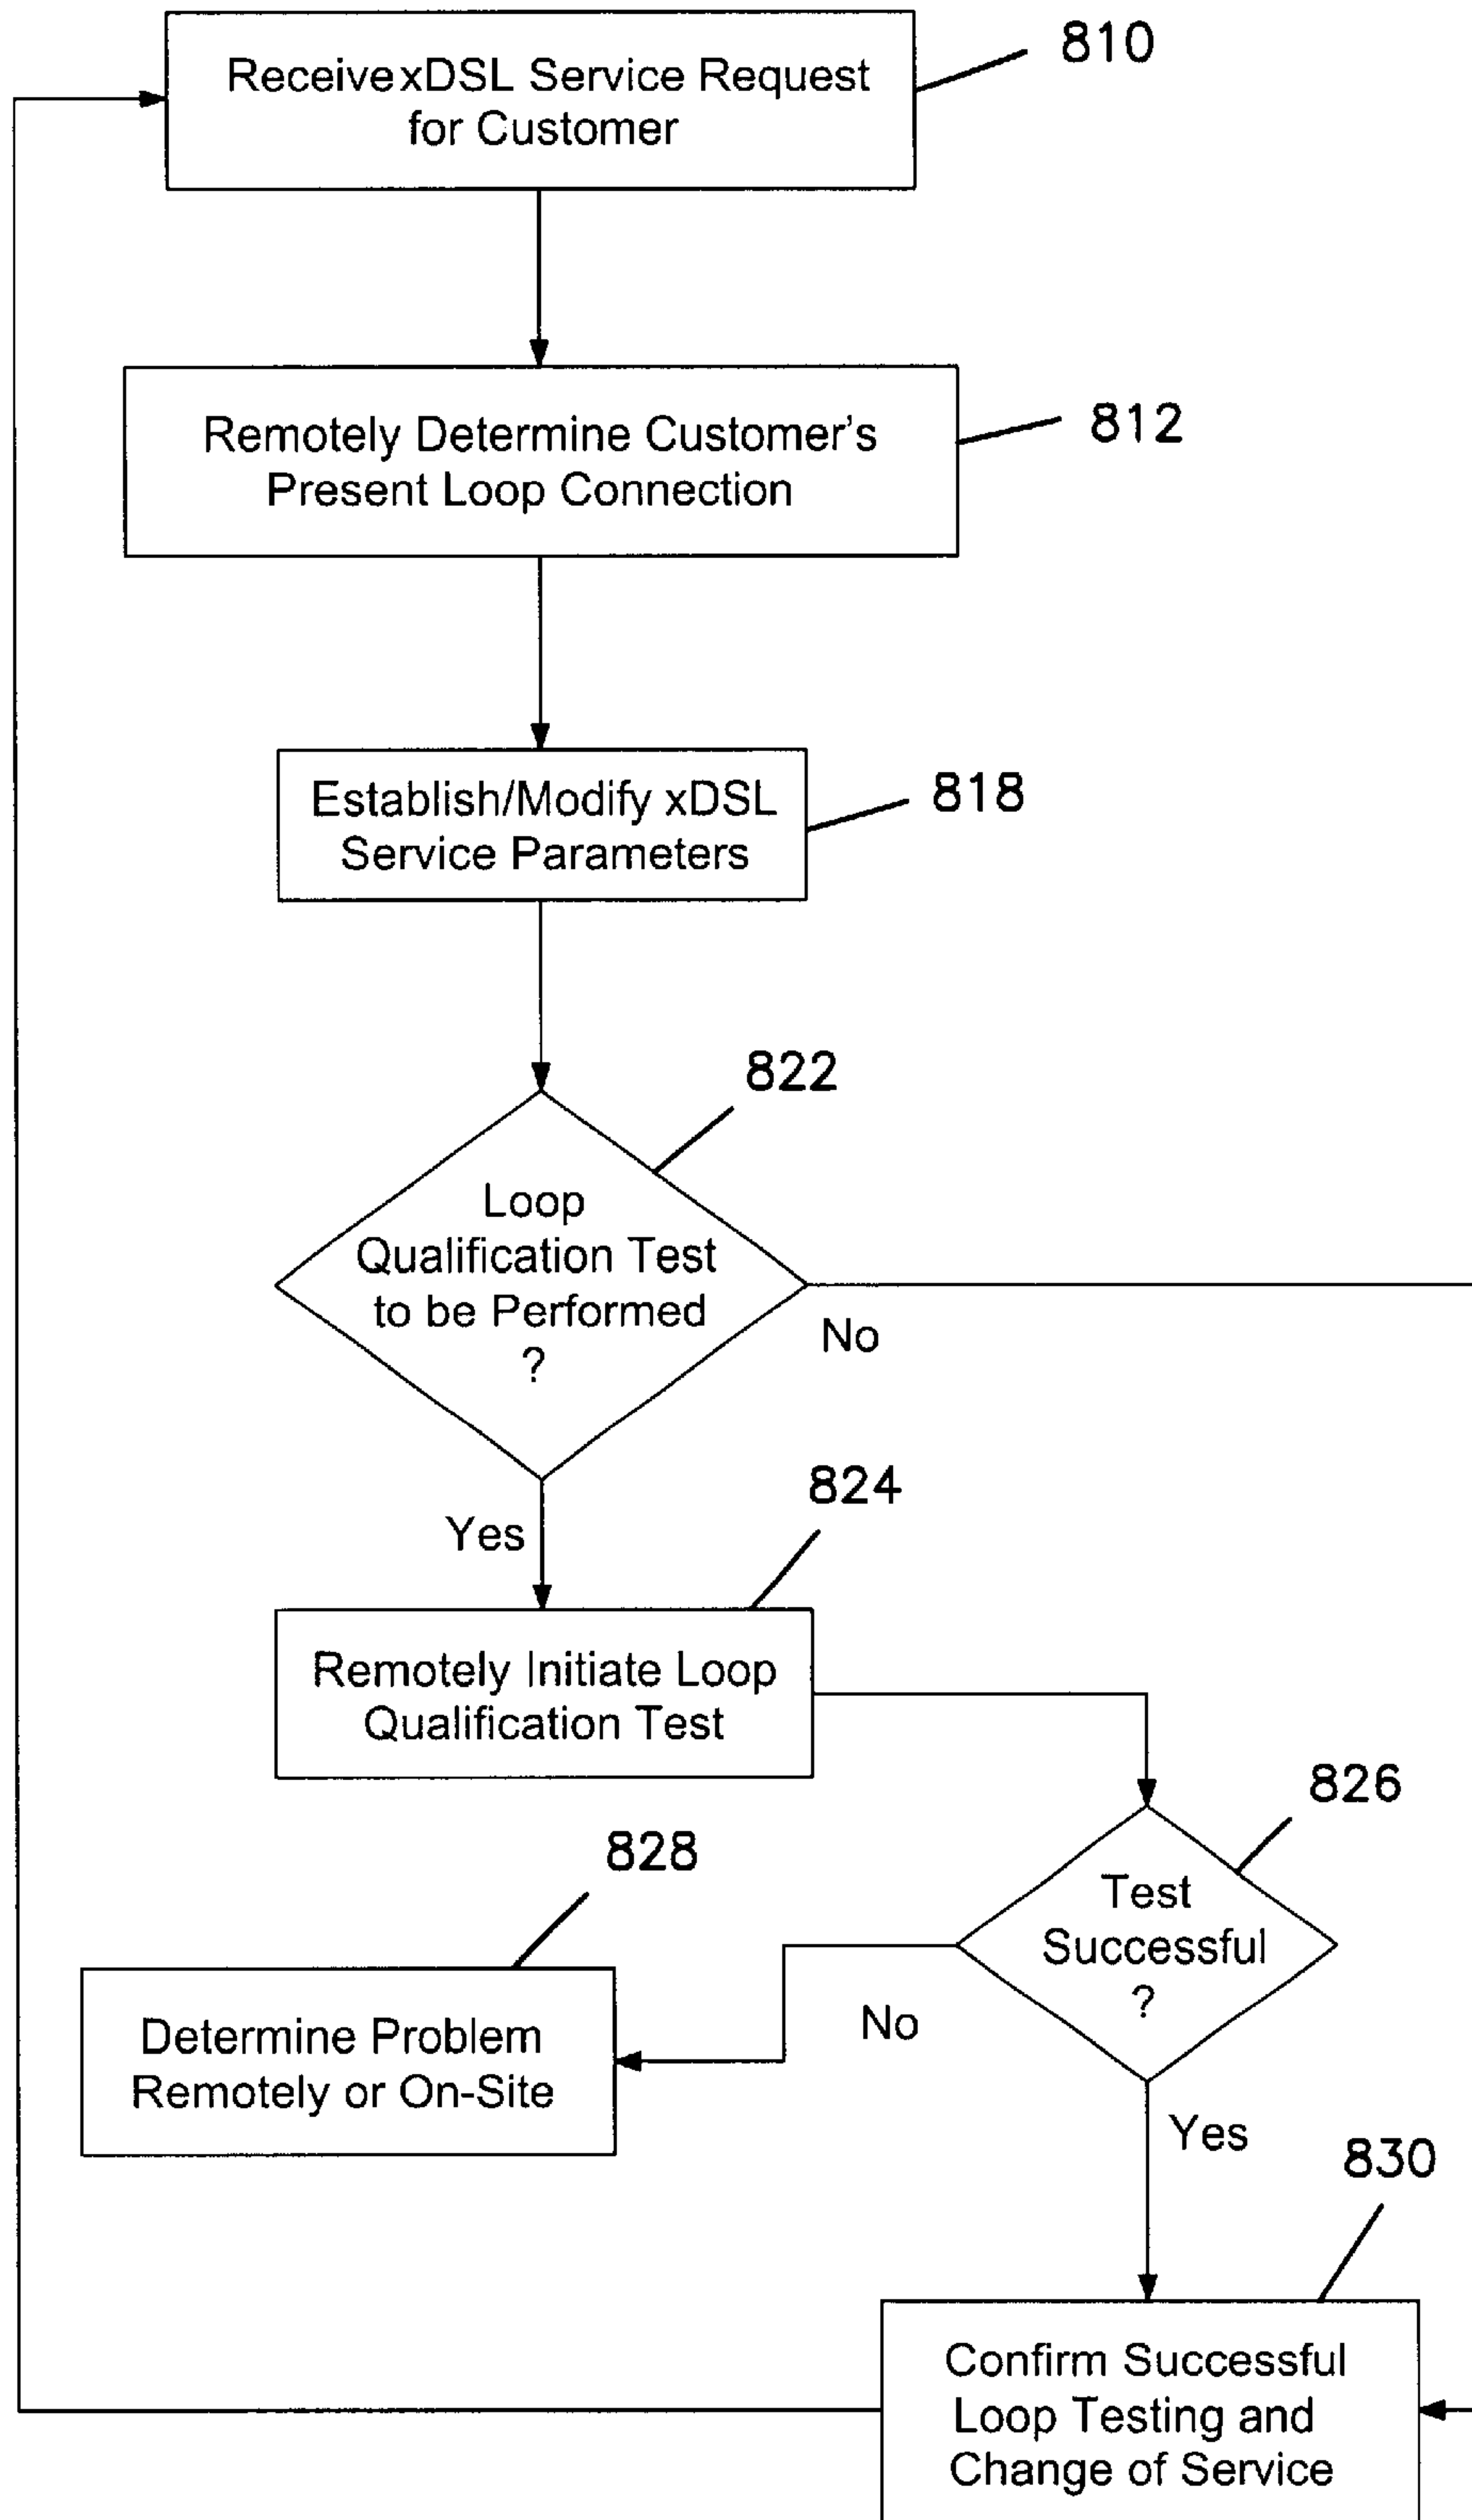 Receive xDSL Service Request
for Customer
810
Remotely Determine Customer's
Present Loop Connection
812
Establish/Modify xDSL
Service Parameters
818
822
Loop
Qualification Test
to be Performed
?
No
Yes
824
Remotely Initiate Loop
Qualification Test
826
Test
Successful
?
828
No
Determine Problem
Remotely or On-Site
Yes
830
Confirm Successful
Loop Testing and
Change of Service